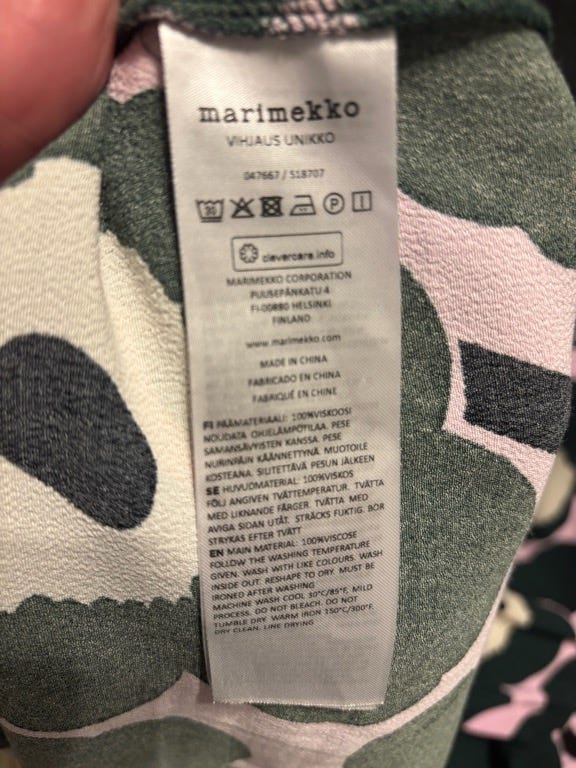 marimekko
VIHJAUS UNIKKO
047667 / 518707
30 P
clevercare.info
MARIMEKKO CORPORATION
PUUSEPÄNKATU 4
FI-00880 HELSINKI
FINLAND
www.marimekko.com
MADE IN CHINA
FABRICADO EN CHINA
FABRIQUÉ EN CHINE
FI PÄÄMATERIAALI: 100%VISKOOSI
NOUDATA OHJELÄMPÖTILAA. PESE
SAMANSÄVYISTEN KANSSA. PESE
NURINPÄIN KÄÄNNETTYNÄ. MUOTOILE
KOSTEANA. SILITETTÄVÄ PESUN JÄLKEEN
SE HUVUDMATERIAL: 100%VISKOS
FÖLJ ANGIVEN TVÄTTEMPERATUR. TVÄTTA
MED LIKNANDE FÄRGER. TVÄTTA MED
AVIGA SIDAN UTÅT. STRÄCKS FUKTIG. BÖR
STRYKAS EFTER TVÄTT
EN MAIN MATERIAL: 100%VISCOSE
FOLLOW THE WASHING TEMPERATURE
GIVEN. WASH WITH LIKE COLOURS. WASH
INSIDE OUT. RESHAPE TO DRY. MUST BE
IRONED AFTER WASHING
MACHINE WASH COOL 30°C/85°F, MILD
PROCESS. DO NOT BLEACH. DO NOT
TUMBLE DRY. WARM IRON 150°C/300°F.
DRY CLEAN. LINE DRYING